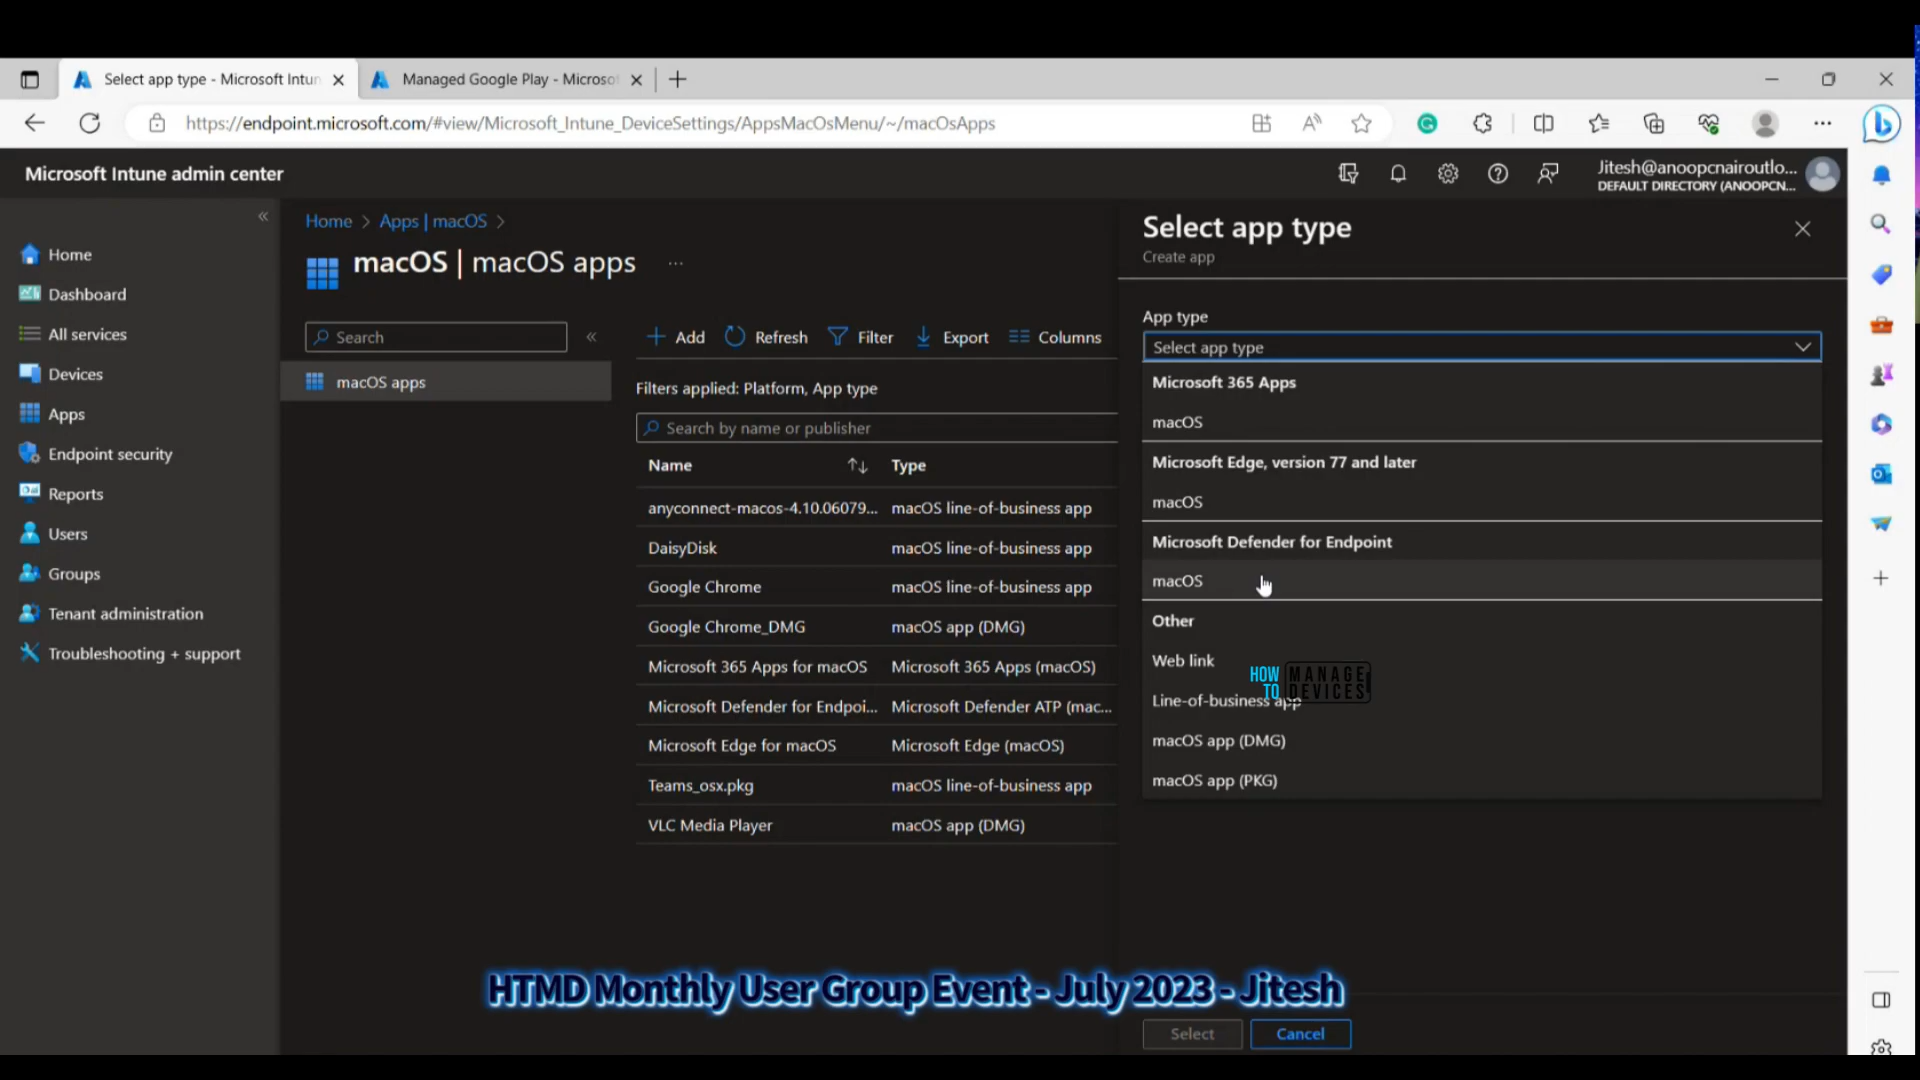 Select app type - Microsoft Intun
Managed Google Play - Microso
https://endpoint.microsoft.com/#view/Microsoft_Intune_DeviceSettings/AppsMacOsMenu/~/macOsApps
Microsoft Intune admin center
Jitesh@anoopcnairoutlo...
DEFAULT DIRECTORY (ANOOPCN...
Home
Dashboard
All services
Devices
Apps
Endpoint security
Reports
Users
Groups
Tenant administration
Troubleshooting + support
Home > Apps | macOS >
macOS | macOS apps ...
Search
macOS apps
Add Refresh Filter Export Columns
Filters applied: Platform, App type
Search by name or publisher
Name Type
anyconnect-macos-4.10.06079... macOS line-of-business app
DaisyDisk macOS line-of-business app
Google Chrome macOS line-of-business app
Google Chrome_DMG macOS app (DMG)
Microsoft 365 Apps for macOS Microsoft 365 Apps (macOS)
Microsoft Defender for Endpoi... Microsoft Defender ATP (mac...
Microsoft Edge for macOS Microsoft Edge (macOS)
Teams_osx.pkg macOS line-of-business app
VLC Media Player macOS app (DMG)
Select app type
Create app
App type
Select app type
Microsoft 365 Apps
macOS
Microsoft Edge, version 77 and later
macOS
Microsoft Defender for Endpoint
macOS
Other
Web link
Line-of-business app
macOS app (DMG)
macOS app (PKG)
HOW TO MANAGE DEVICES
HTMD Monthly User Group Event - July 2023 - Jitesh
Select Cancel